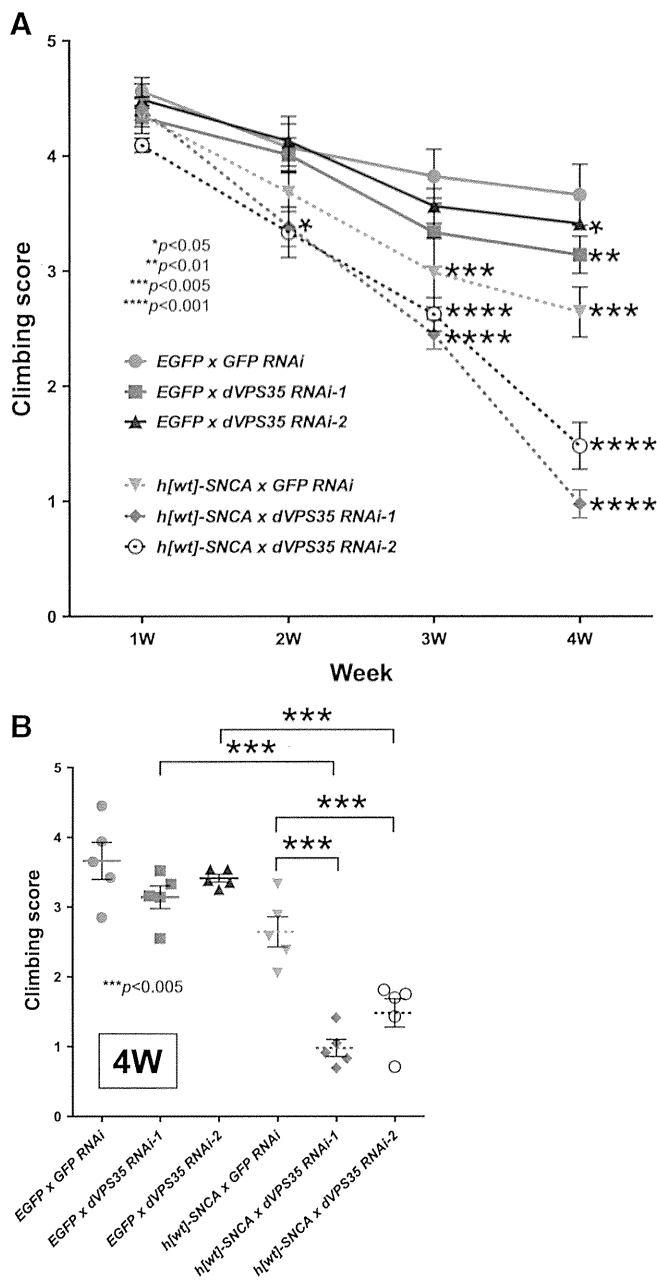 A
5
4
3
2
1
0
Climbing score
*
***
****
****
*
**
***
****
****
*p<0.05
**p<0.01
***p<0.005
****p<0.001
EGFP x GFP RNAi
EGFP x dVPS35 RNAi-1
EGFP x dVPS35 RNAi-2
h[wt]-SNCA x GFP RNAi
h[wt]-SNCA x dVPS35 RNAi-1
h[wt]-SNCA x dVPS35 RNAi-2
1W 2W 3W 4W
Week
B
***
***
***
***
5
4
3
2
1
0
Climbing score
***p<0.005
4W
EGFP x GFP RNAi
EGFP x dVPS35 RNAi-1
EGFP x dVPS35 RNAi-2
h[wt]-SNCA x GFP RNAi
h[wt]-SNCA x dVPS35 RNAi-1
h[wt]-SNCA x dVPS35 RNAi-2